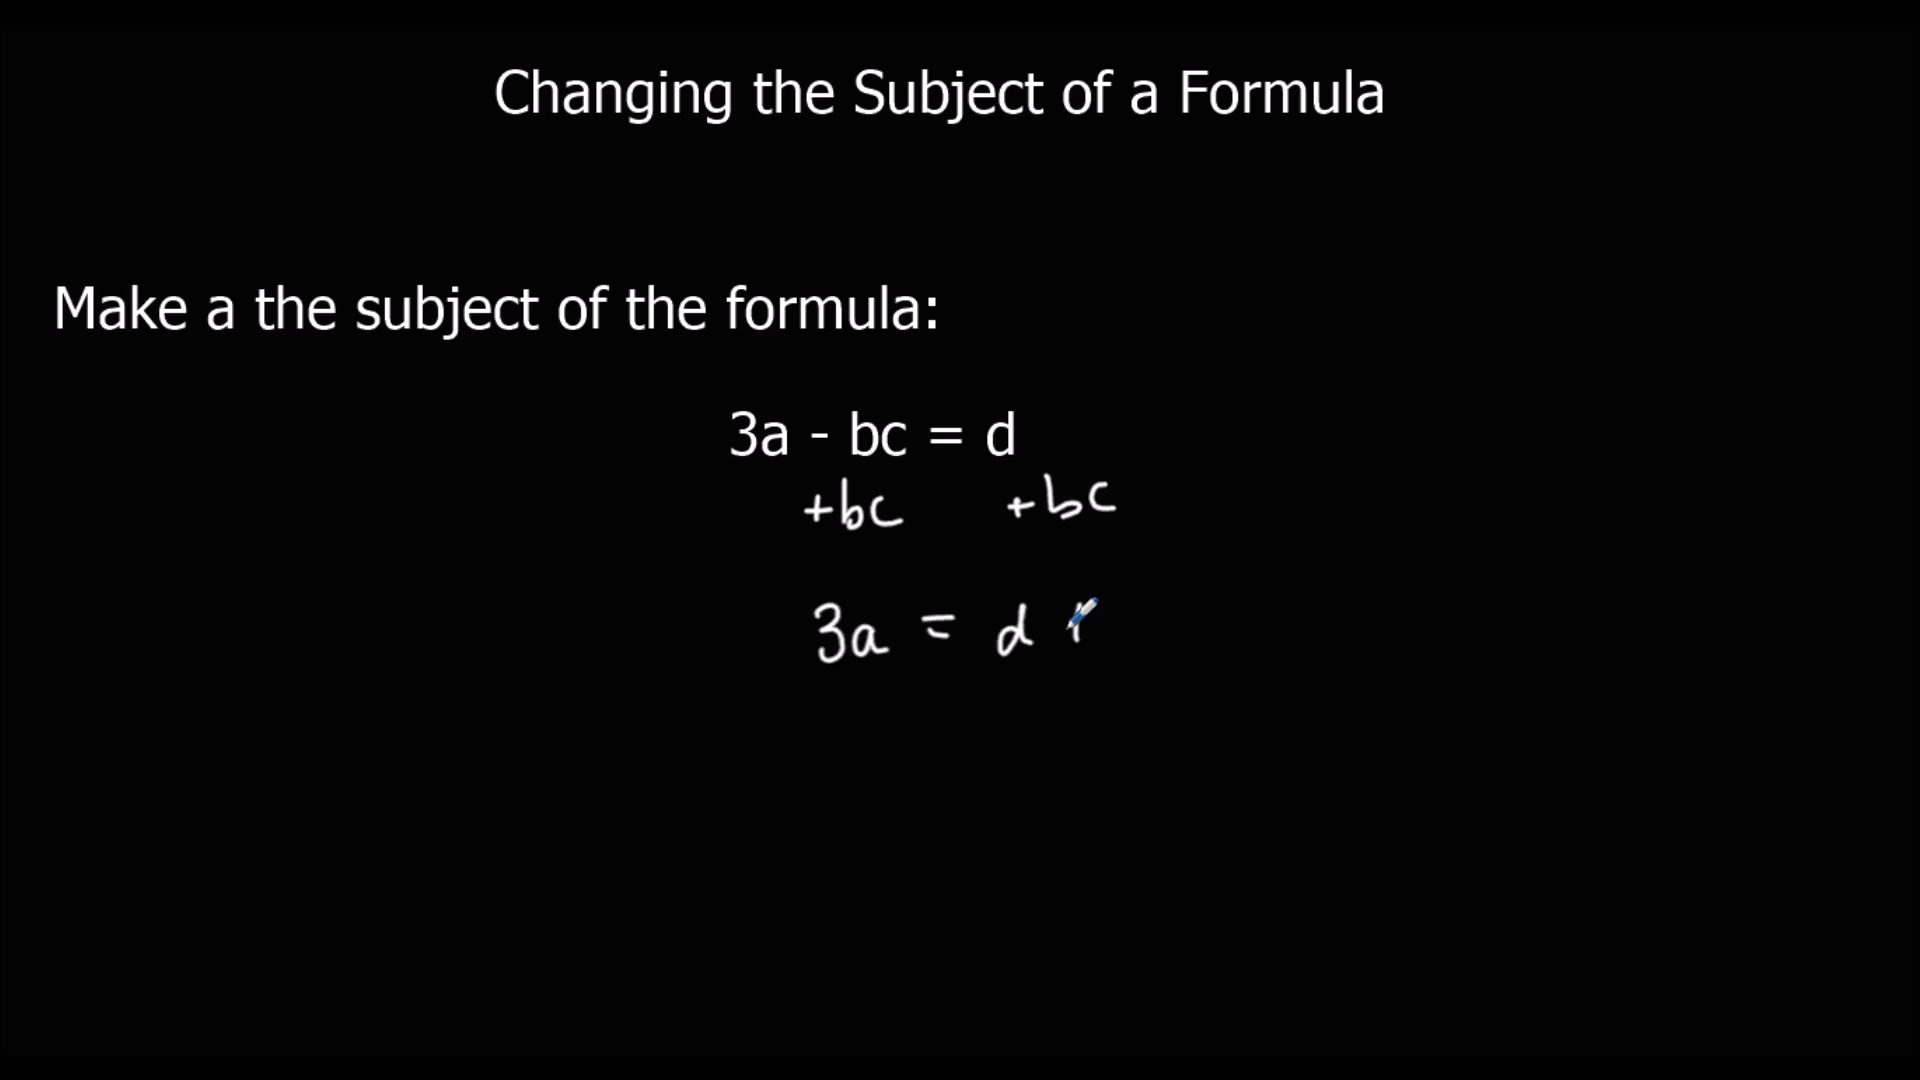 Changing the Subject of a Formula
Make a the subject of the formula:
3a - bc = d
+bc +bc
3a = d